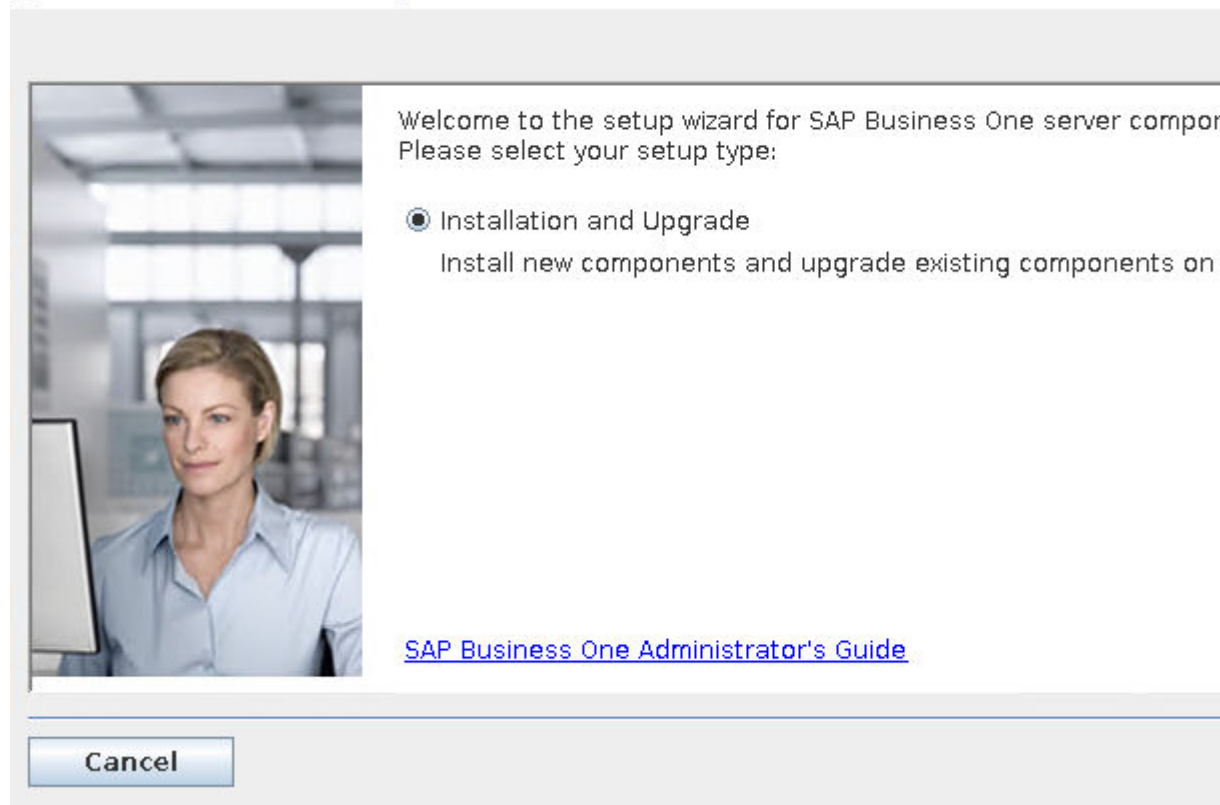 Welcome to the setup wizard for SAP Business One server
Please select your setup type:
Installation and Upgrade
Install new components and upgrade existing components on
SAP Business One Administrator's Guide
Cancel